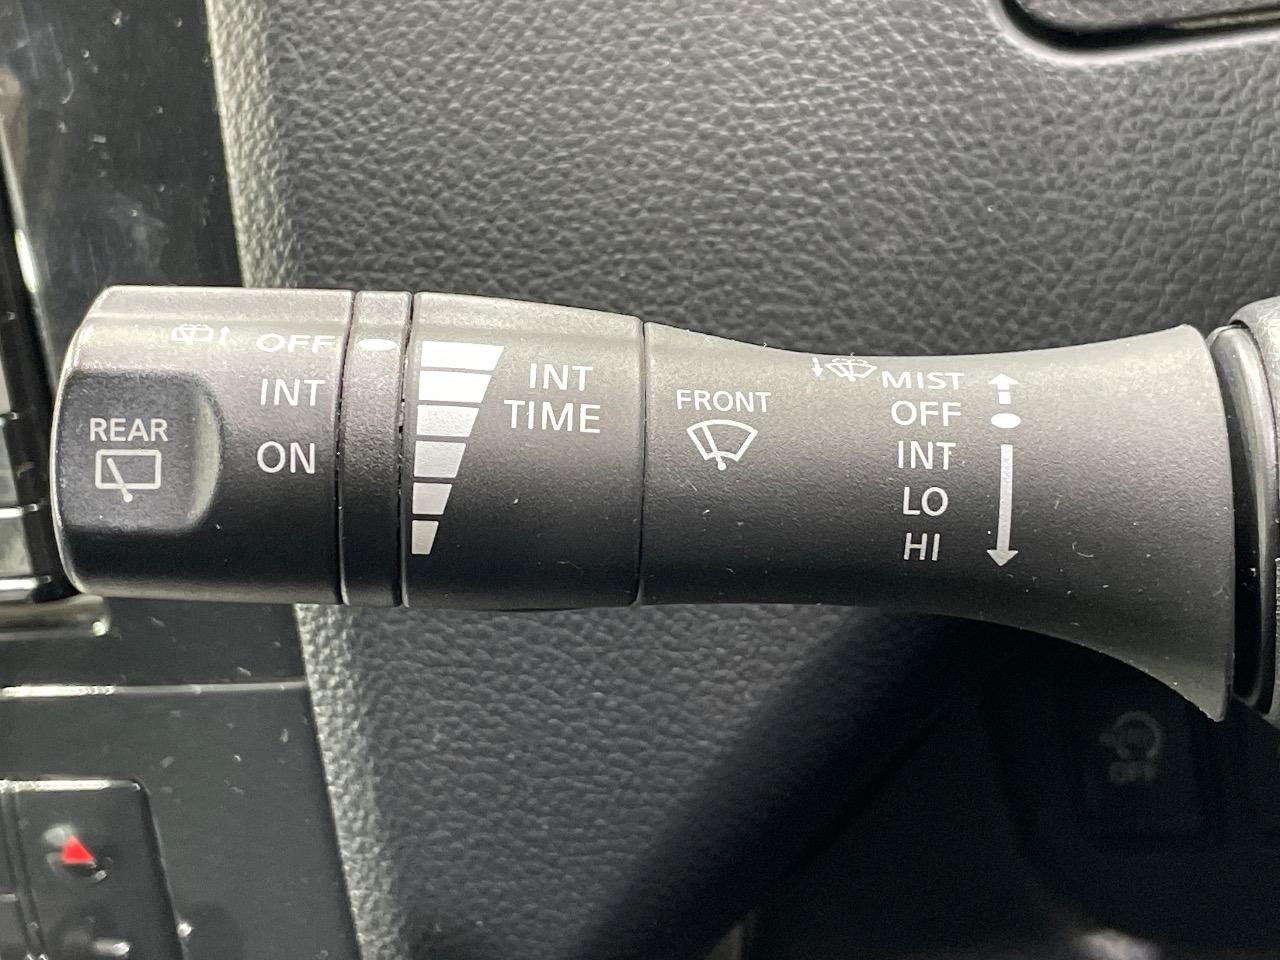 OFF
INT
ON
REAR
INT
TIME
FRONT
MIST
OFF
INT
LO
HI